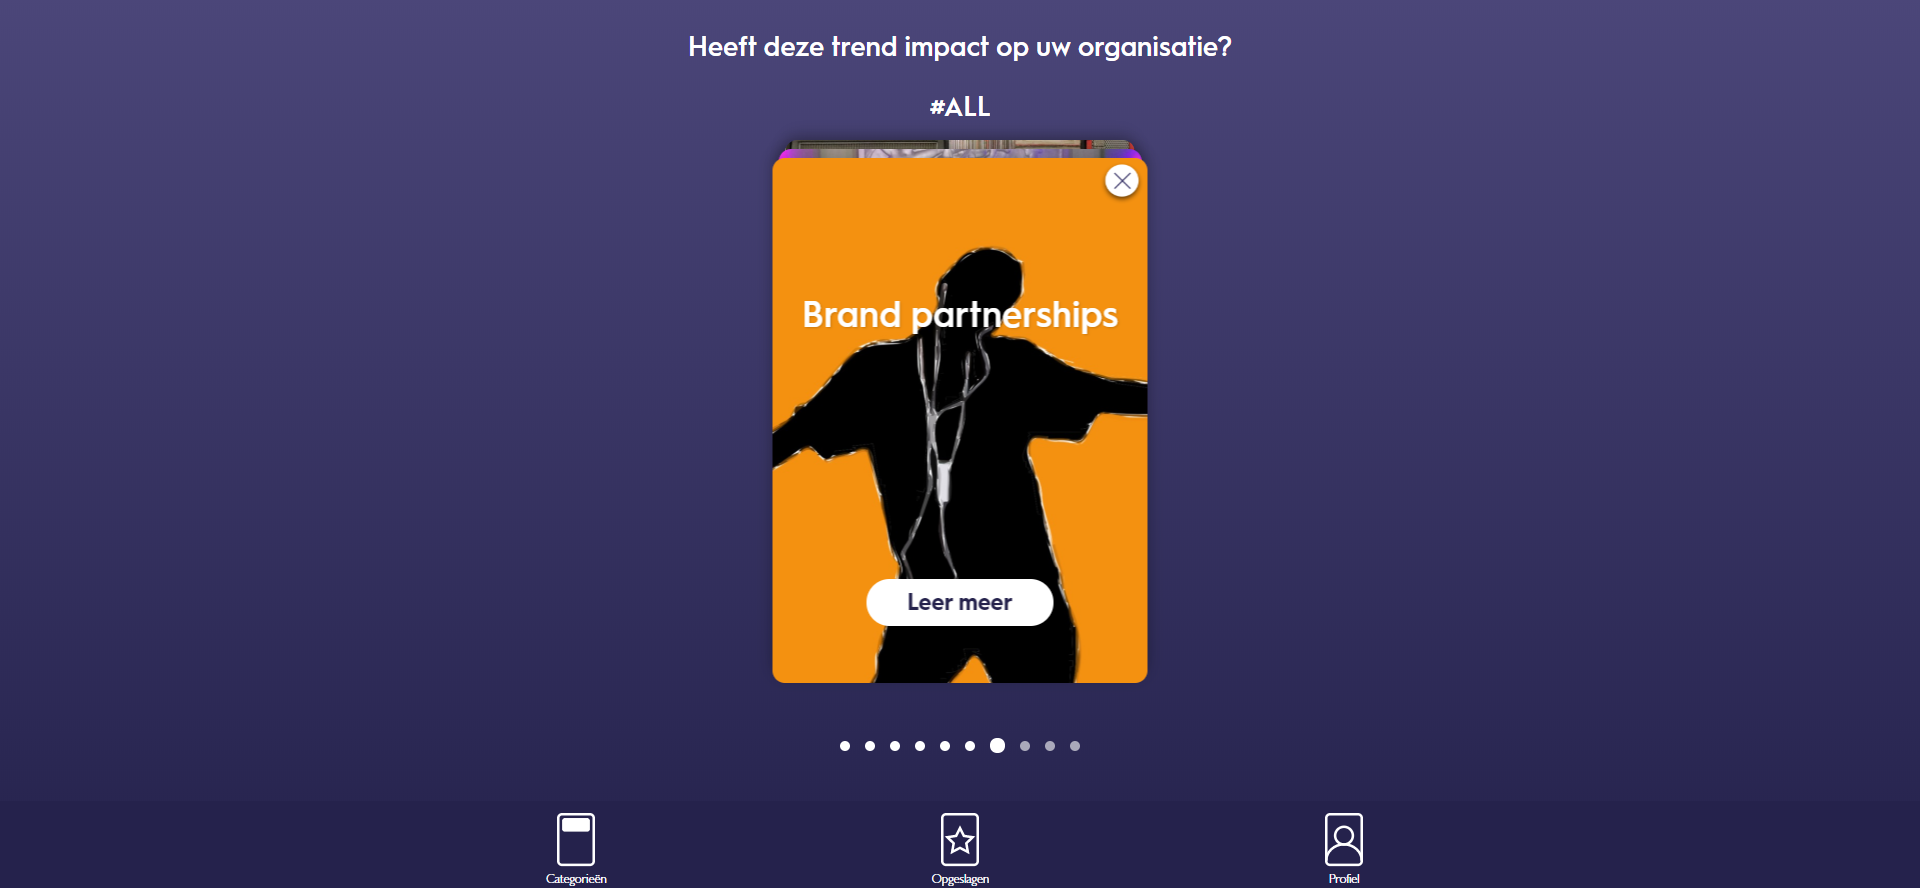 Heeft deze trend impact op uw organisatie?
#ALL
Brand partnerships
Leer meer
Categorieën
Opgeslagen
Profiel